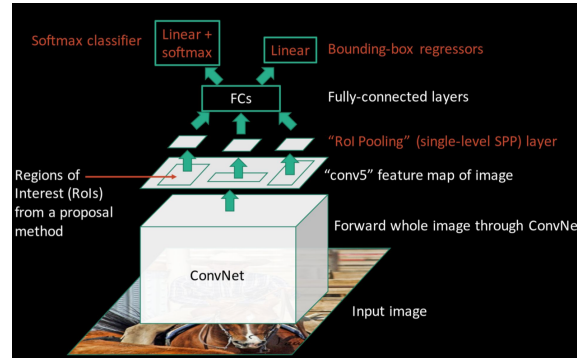 Softmax classifier
Linear +
softmax
Linear
Bounding-box regressors
FCs
Fully-connected layers
"RoI Pooling" (single-level SPP) layer
Regions of
Interest (RoIs)
from a proposal
method
"conv5" feature map of image
Forward whole image through ConvNe
ConvNet
Input image